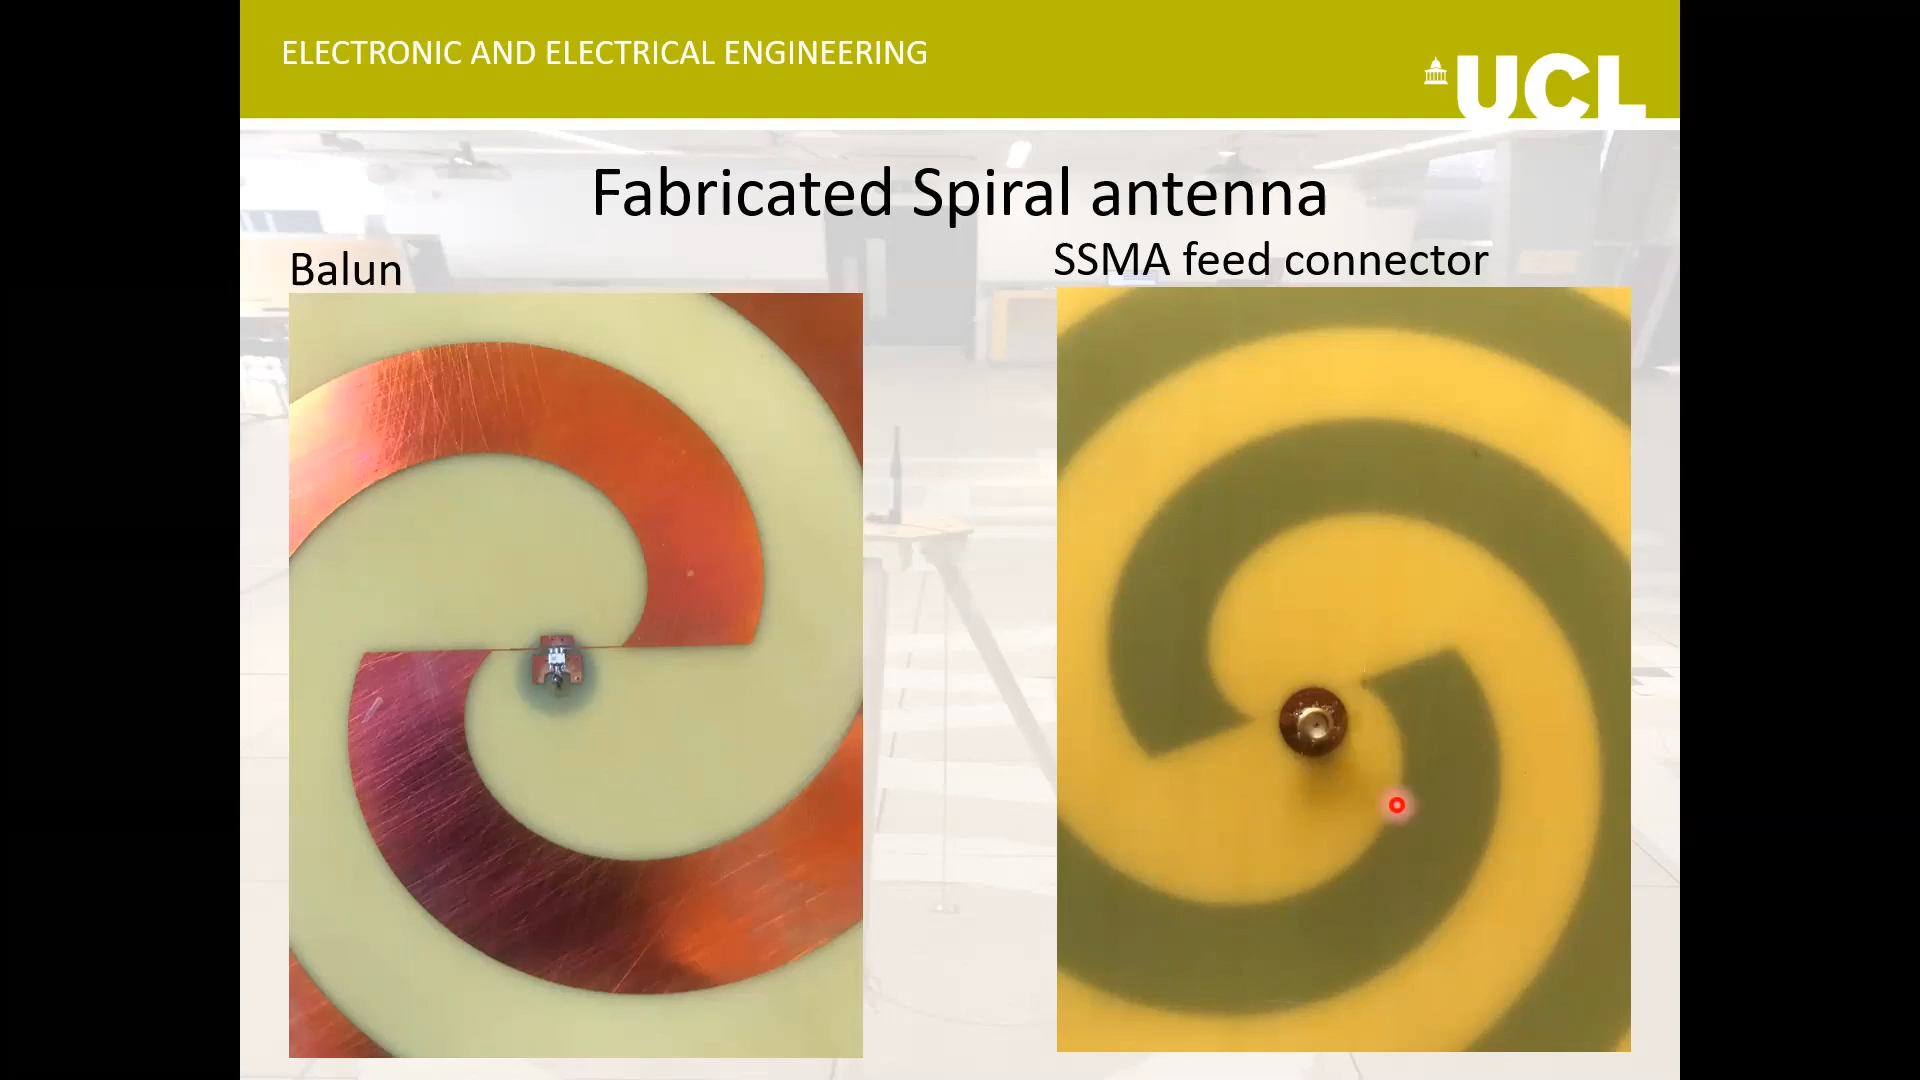 ELECTRONIC AND ELECTRICAL ENGINEERING
UCL
Fabricated Spiral antenna
Balun
SSMA feed connector